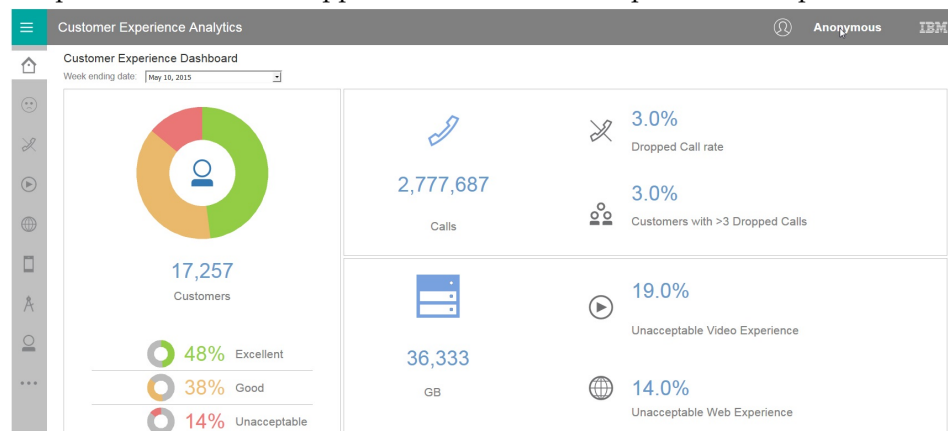 Customer Experience Analytics
Anonymous
IBM
Customer Experience Dashboard
Week ending date: May 10, 2015
17,257
Customers
48% Excellent
38% Good
14% Unacceptable
2,777,687
Calls
3.0%
Dropped Call rate
3.0%
Customers with >3 Dropped Calls
36,333
GB
19.0%
Unacceptable Video Experience
14.0%
Unacceptable Web Experience